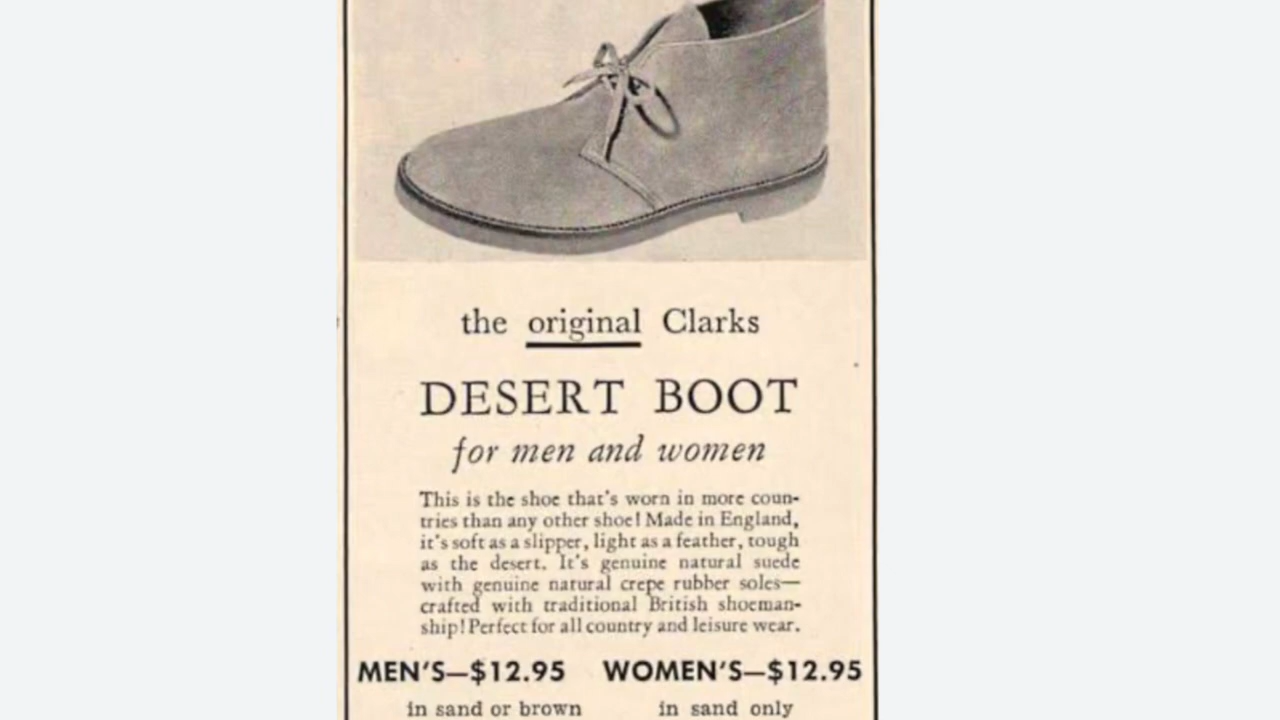 the original Clarks
DESERT BOOT
for men and women
This is the shoe that's worn in more coun-
tries than any other shoe! Made in England,
it's soft as a slipper, light as a feather, tough
as the desert. It's genuine natural suede
with genuine natural crepe rubber soles—
crafted with traditional British shoeman-
ship! Perfect for all country and leisure wear.
MEN'S—$12.95 WOMEN'S—$12.95
in sand or brown in sand only